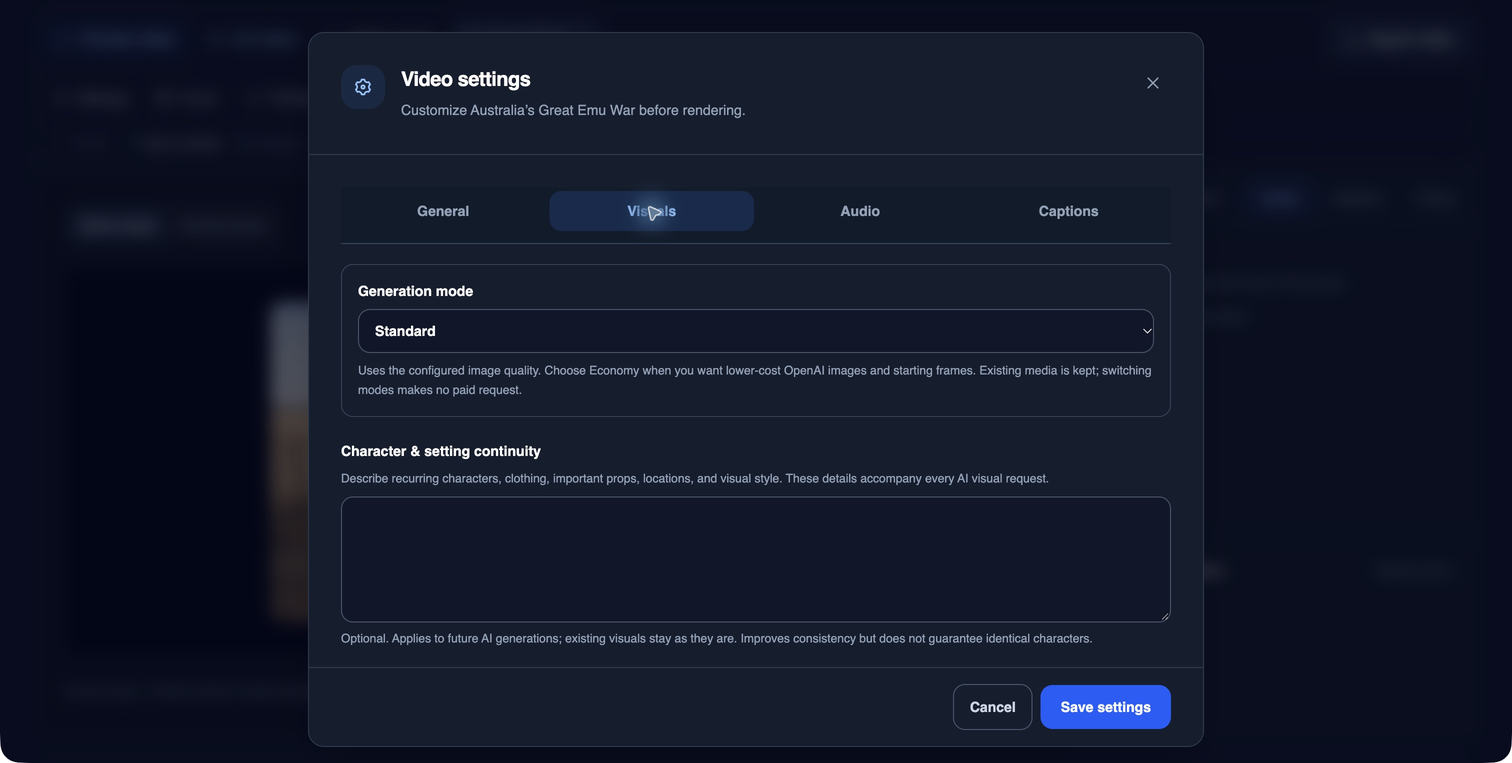 Video settings
Customize Australia's Great Emu War before rendering.
General
Visuals
Audio
Captions
Generation mode
Standard
Uses the configured image quality. Choose Economy when you want lower-cost OpenAI images and starting frames. Existing media is kept; switching
modes makes no paid request.
Character & setting continuity
Describe recurring characters, clothing, important props, locations, and visual style. These details accompany every AI visual request.
Optional. Applies to future AI generations; existing visuals stay as they are. Improves consistency but does not guarantee identical characters.
Cancel
Save settings